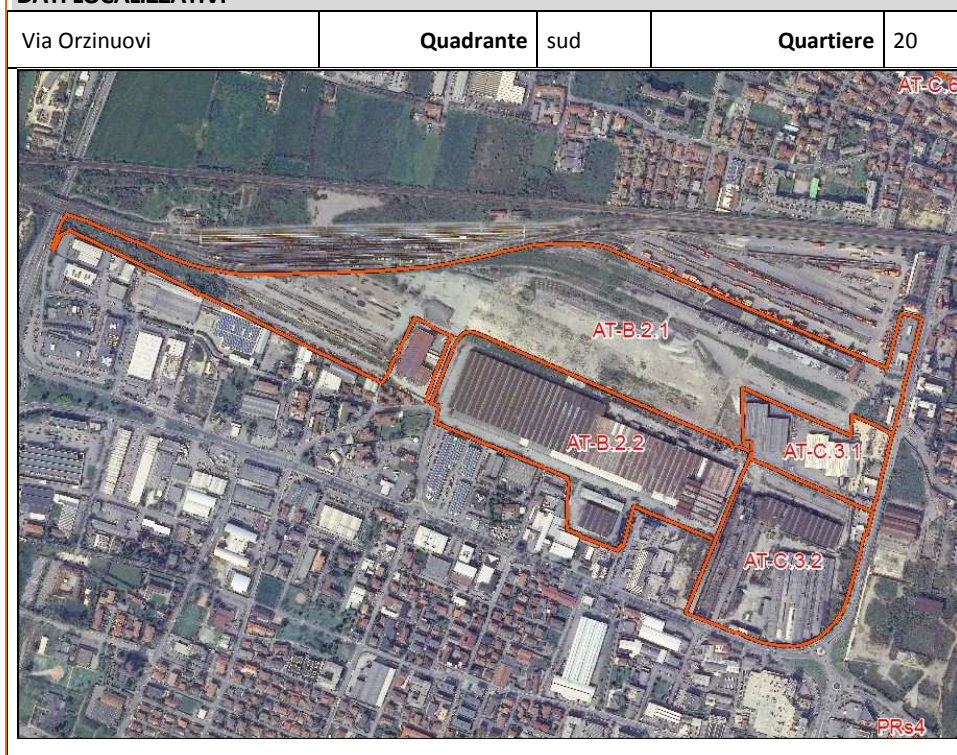 DATI LOCALIZZATIVI
Via Orzinuovi Quadrante sud Quartiere 20
AT-C.6
AT-B.2.1
AT-B.2.2
AT-C.3.1
AT-C.3.2
PRs4